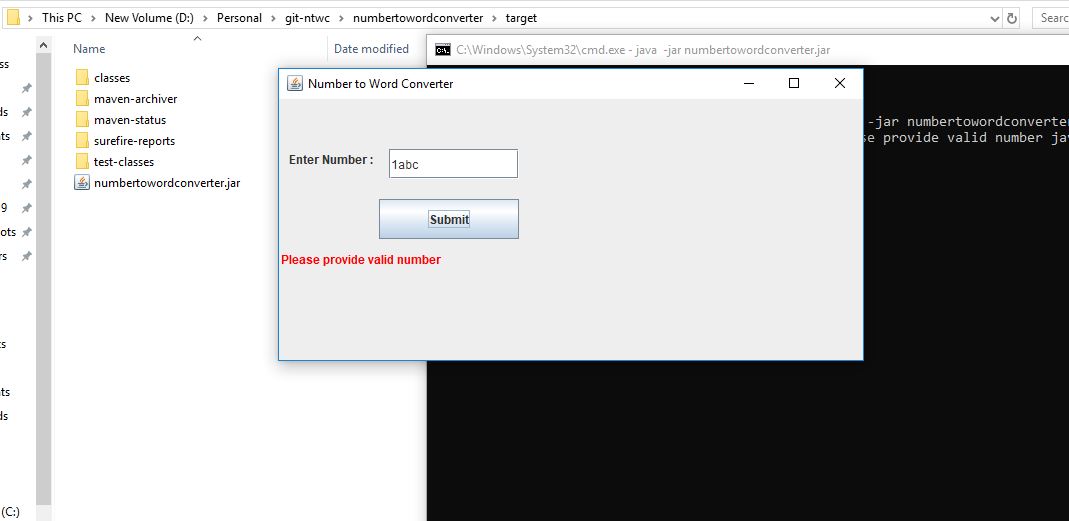 This PC > New Volume (D:) > Personal > git-ntwc > numbertowordconverter > target
Searc
Name
Date modified
ss
ds
ts
9
ots
rs
ts
nts
ds
(C:)
classes
maven-archiver
maven-status
surefire-reports
test-classes
numbertowordconverter.jar
C:\Windows\System32\cmd.exe - java -jar numbertowordconverter.jar
-jar numbertowordconverter
se provide valid number jav
Number to Word Converter
Enter Number :
1abc
Submit
Please provide valid number